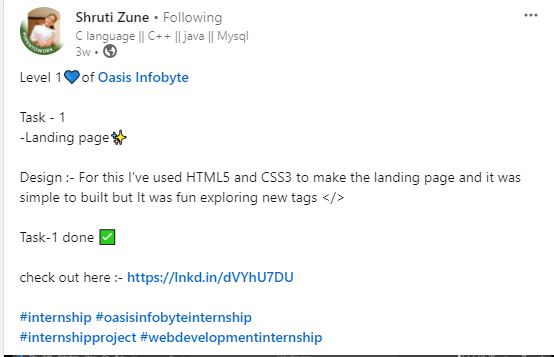 Shruti Zune • Following
C language || C++ || java || Mysql
3w •
Level 1💙of Oasis Infobyte
Task - 1
-Landing page✨
Design :- For this I've used HTML5 and CSS3 to make the landing page and it was
simple to built but It was fun exploring new tags </>
Task-1 done ✅
check out here :- https://lnkd.in/dVYhU7DU
#internship #oasisinfobyteinternship
#internshipproject #webdevelopmentinternship